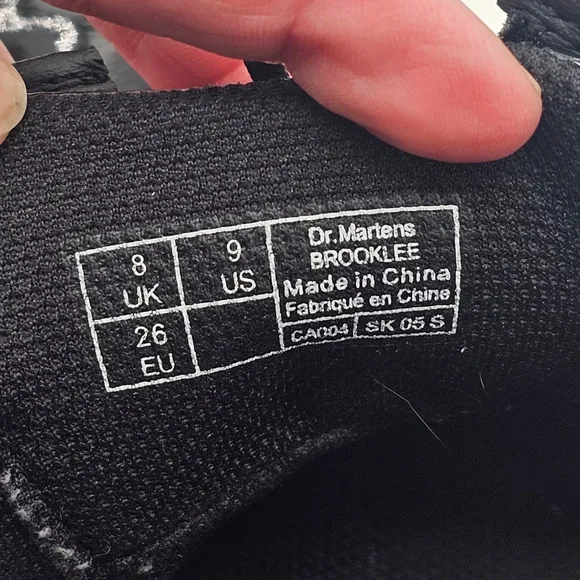 8
UK
9
US
26
EU
Dr.Martens
BROOKLEE
Made in China
Fabriqué en Chine
CA004
SK 05 S